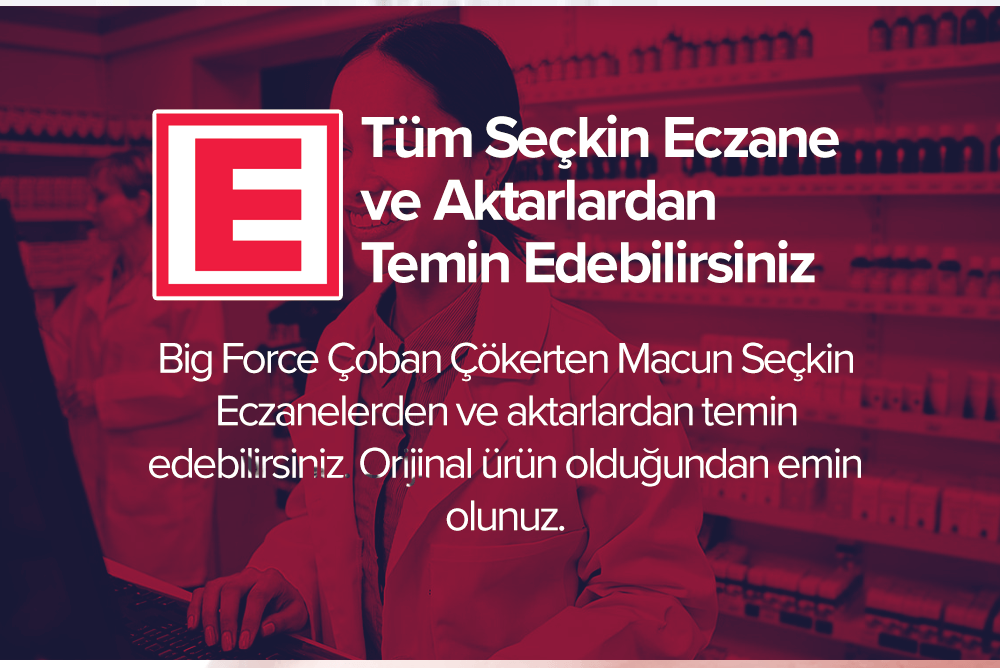 E
Tüm Seçkin Eczane
ve Aktarlardan
Temin Edebilirsiniz
Big Force Çoban Çökerten Macun Seçkin
Eczanelerden ve aktarlardan temin
edebilirsiniz. Orijinal ürün olduğundan emin
olunuz.